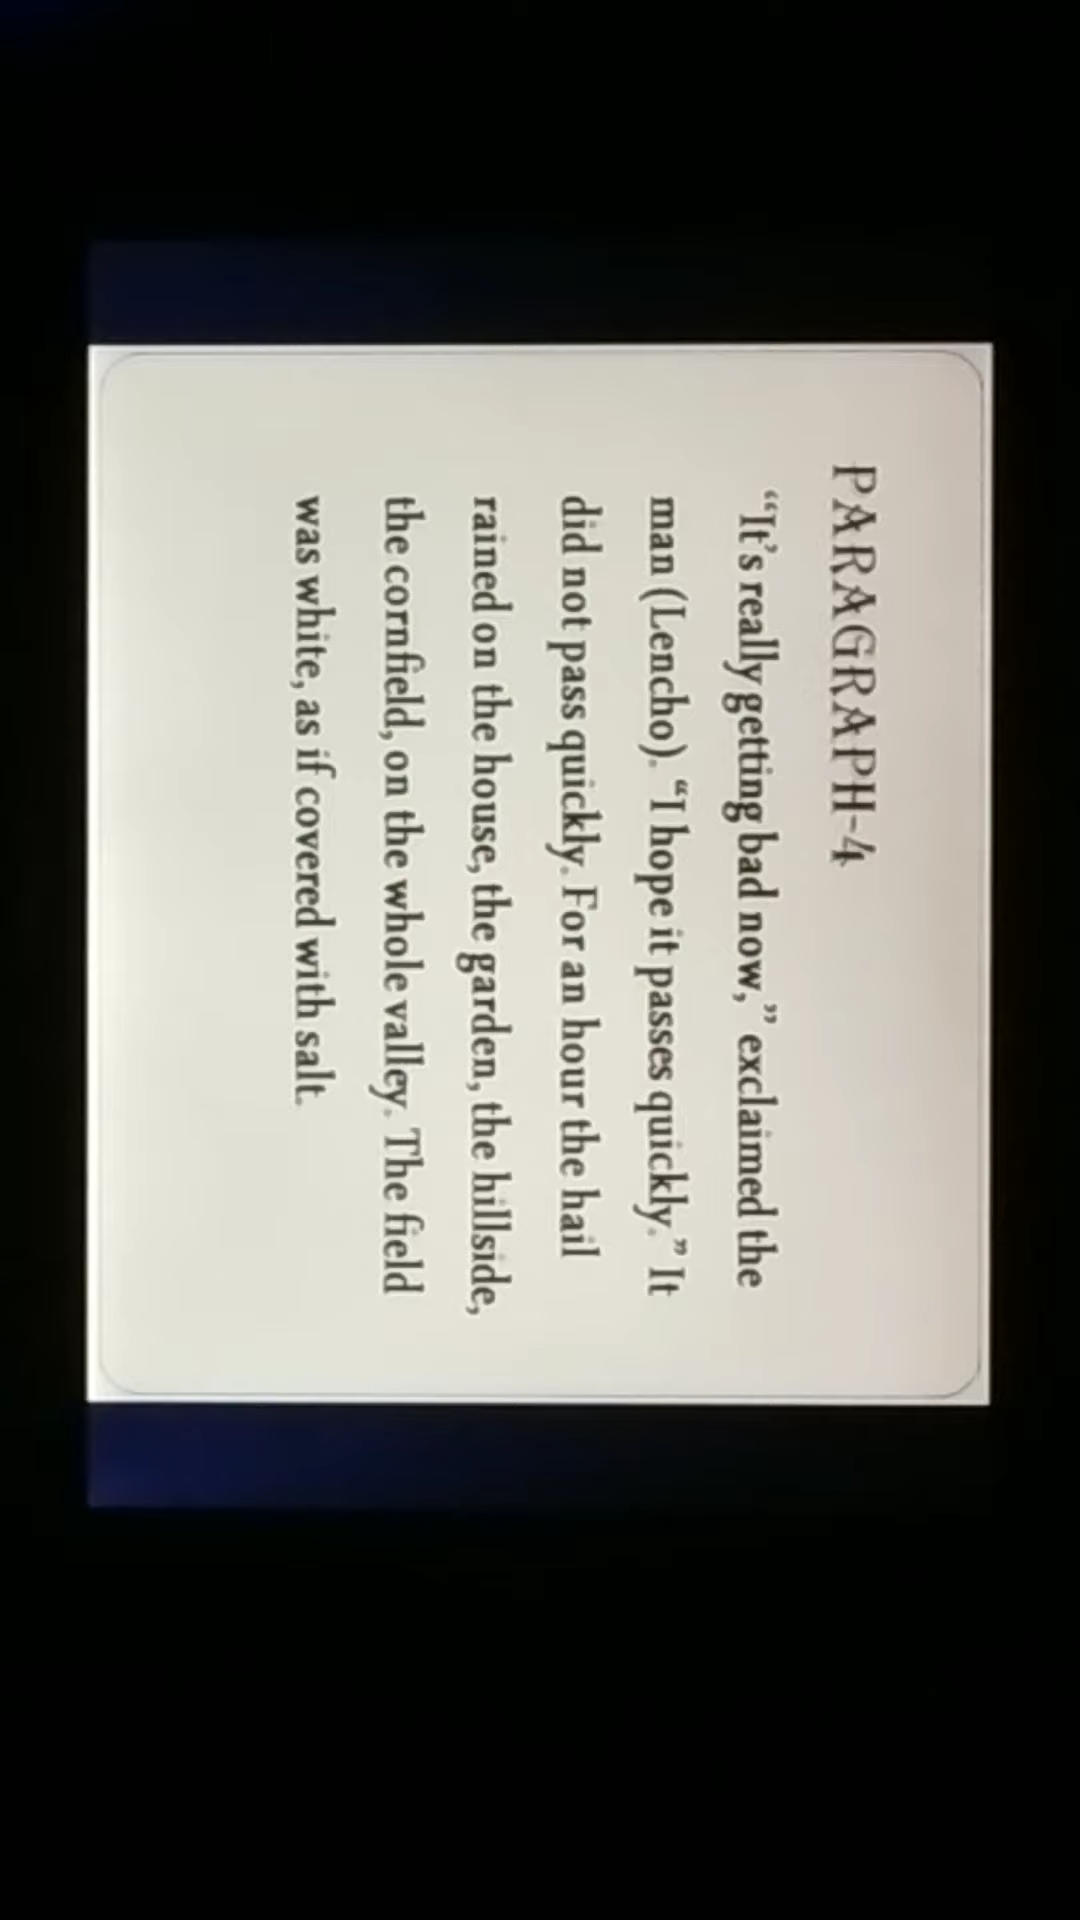 PARAGRAPH-4
“It’s really getting bad now,” exclaimed the
man (Lencho). “I hope it passes quickly.” It
did not pass quickly. For an hour the hail
rained on the house, the garden, the hillside,
the cornfield, on the whole valley. The field
was white, as if covered with salt.